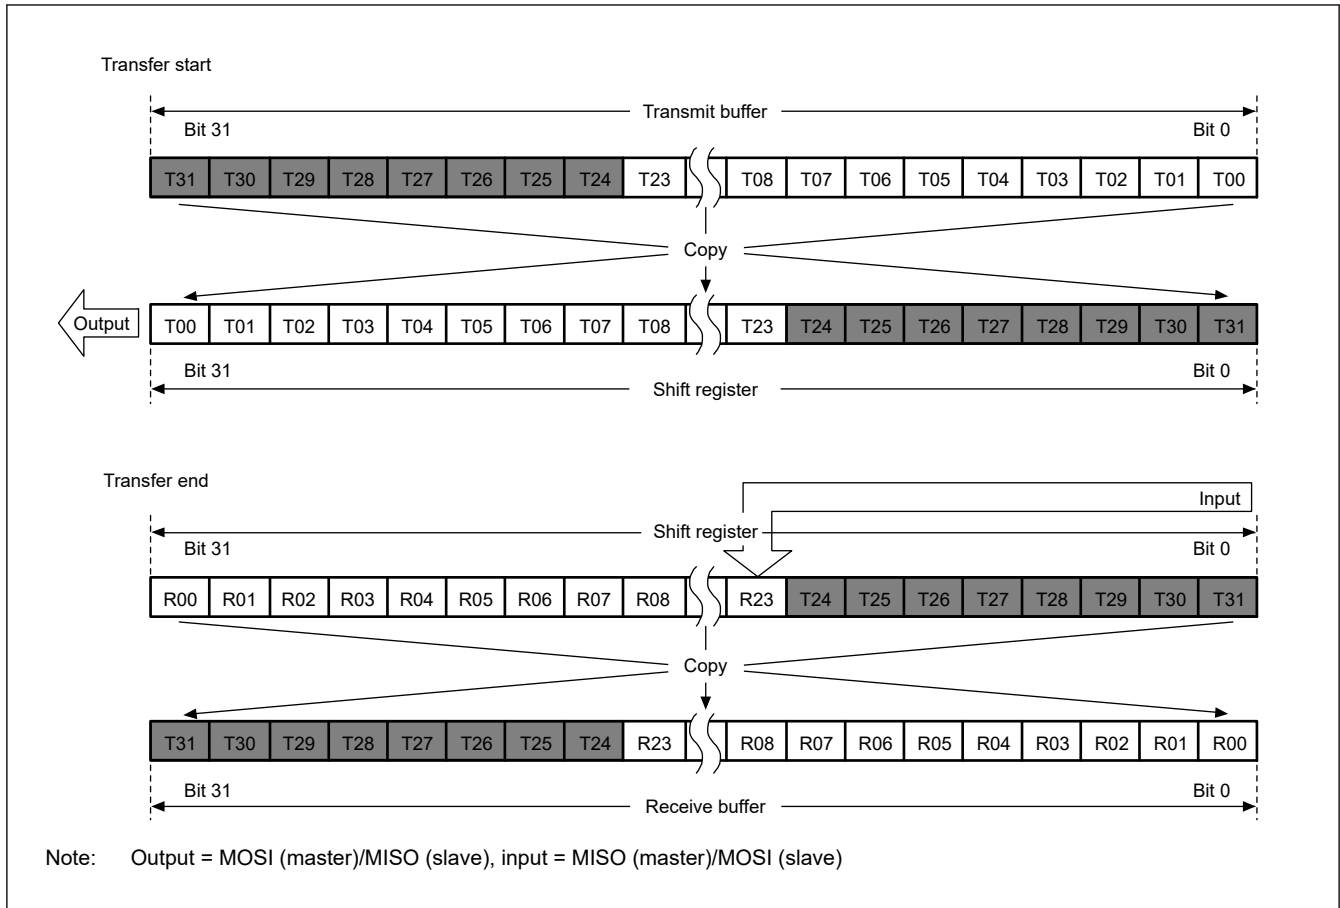 Transfer start
Transmit buffer
Bit 31 Bit 0
T31 T30 T29 T28 T27 T26 T25 T24 T23 T08 T07 T06 T05 T04 T03 T02 T01 T00
Copy
Output T00 T01 T02 T03 T04 T05 T06 T07 T08 T23 T24 T25 T26 T27 T28 T29 T30 T31
Bit 31 Bit 0
Shift register
Transfer end
Input
Shift register
Bit 31 Bit 0
R00 R01 R02 R03 R04 R05 R06 R07 R08 R23 T24 T25 T26 T27 T28 T29 T30 T31
Copy
T31 T30 T29 T28 T27 T26 T25 T24 R23 R08 R07 R06 R05 R04 R03 R02 R01 R00
Bit 31 Bit 0
Receive buffer
Note: Output = MOSI (master)/MISO (slave), input = MISO (master)/MOSI (slave)